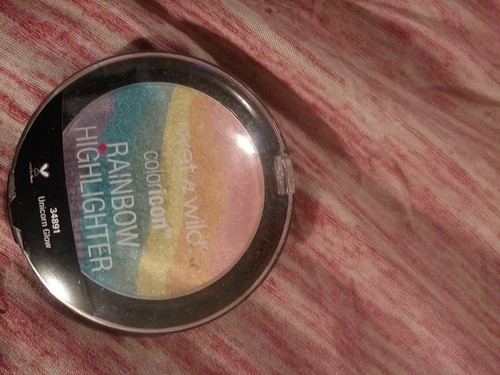 wet n wild®
coloricon®
RAINBOW
HIGHLIGHTER
34891
Unicorn Glow